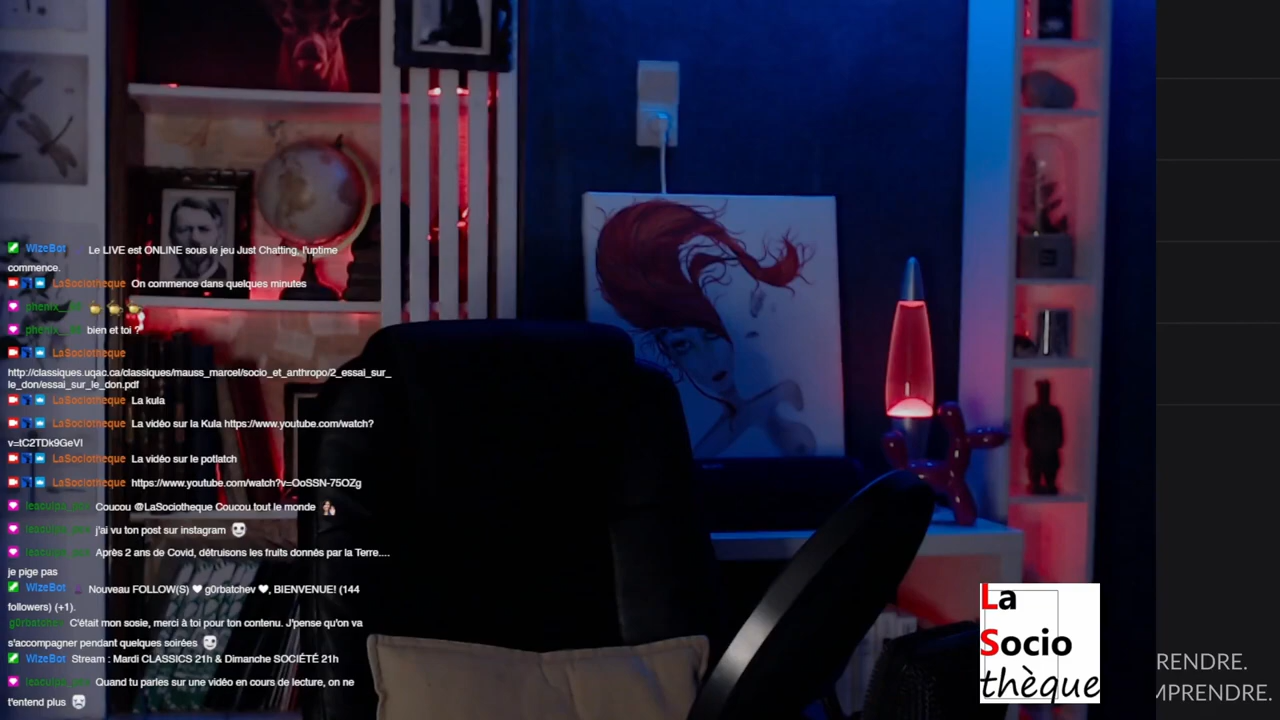 WizeBot Le LIVE est ONLINE sous le jeu Just Chatting, l'uptime
commence.
LaSociotheque On commence dans quelques minutes
bien et toi ?
LaSociotheque
http://classiques.uqac.ca/classiques/mauss_marcel/socio_et_anthropo/2_essai_sur_
le_don/essai_sur_le_don.pdf
LaSociotheque La kula
LaSociotheque La vidéo sur la Kula https://www.youtube.com/watch?
v=tC2TDk9GeVI
LaSociotheque La vidéo sur le potlatch
LaSociotheque https://www.youtube.com/watch?v=OoSSN-75OZg
Coucou @LaSociotheque Coucou tout le monde
j'ai vu ton post sur instagram
Après 2 ans de Covid, détruisons les fruits donnés par la Terre....
je pige pas
WizeBot Nouveau FOLLOW(S) ♥ g0rbatchev ♥, BIENVENUE! (144
followers) (+1).
g0rbatchev C'était mon sosie, merci à toi pour ton contenu. J'pense qu'on va
s'accompagner pendant quelques soirées
WizeBot Stream : Mardi CLASSICS 21h & Dimanche SOCIÉTÉ 21h
Quand tu parles sur une vidéo en cours de lecture, on ne
t'entend plus
La
Socio
thèque
RENDRE.
MPRENDRE.